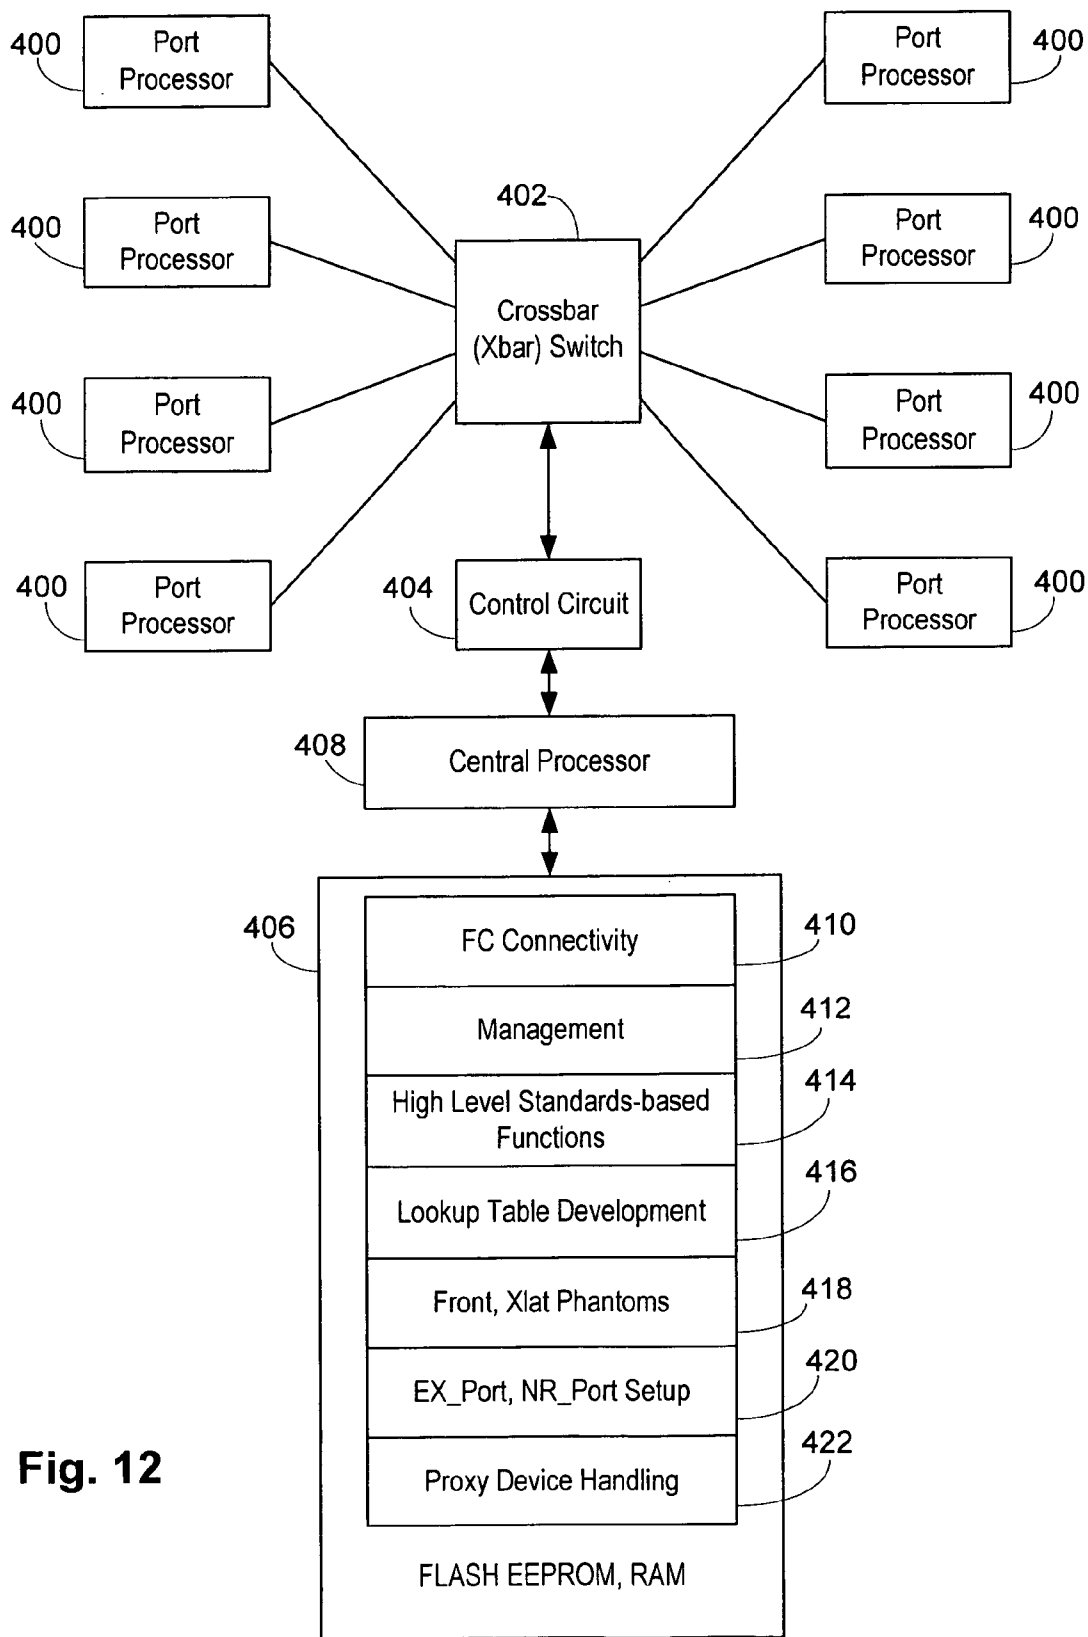 400
Port
Processor
Port
Processor
400
402
400
Port
Processor
Port
Processor
400
Crossbar
(Xbar) Switch
400
Port
Processor
Port
Processor
400
400
Port
Processor
404
Control Circuit
Port
Processor
400
408
Central Processor
406
FC Connectivity
410
Management
412
High Level Standards-based
Functions
414
Lookup Table Development
416
Front, Xlat Phantoms
418
EX_Port, NR_Port Setup
420
Proxy Device Handling
422
FLASH EEPROM, RAM
Fig. 12